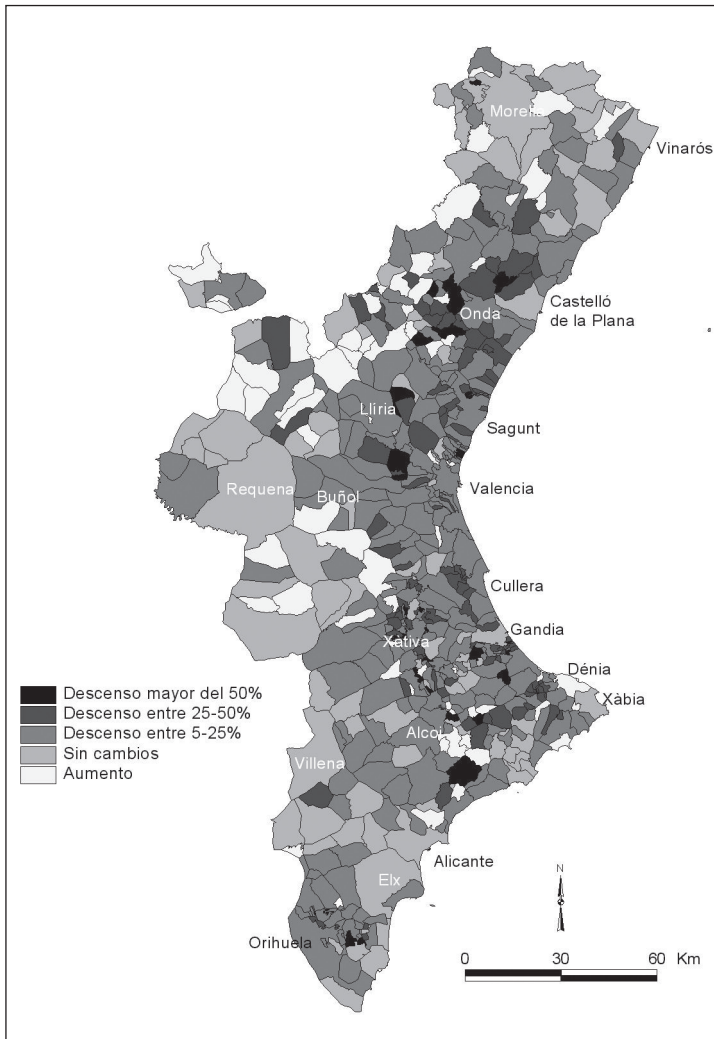 Morella
Vinarós
Castelló
de la Plana
Onda
Llíria
Sagunt
Requena
Buñol
Valencia
Cullera
Xàtiva
Gandia
Dénia
Xàbia
Descenso mayor del 50%
Descenso entre 25-50%
Descenso entre 5-25%
Sin cambios
Aumento
Alcoi
Villena
Alicante
Elx
N
Orihuela
0 30 60 Km